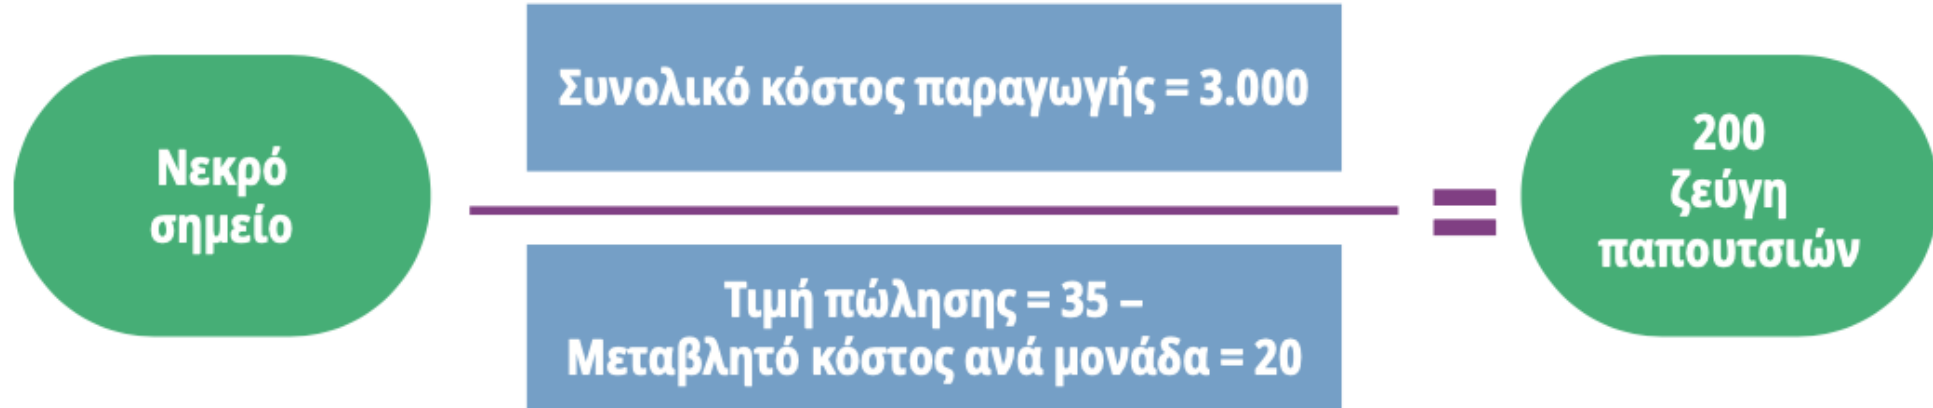 Νεκρό
σημείο
Συνολικό κόστος παραγωγής = 3.000
Τιμή πώλησης = 35 –
Μεταβλητό κόστος ανά μονάδα = 20
=
200
ζεύγη
παπουτσιών